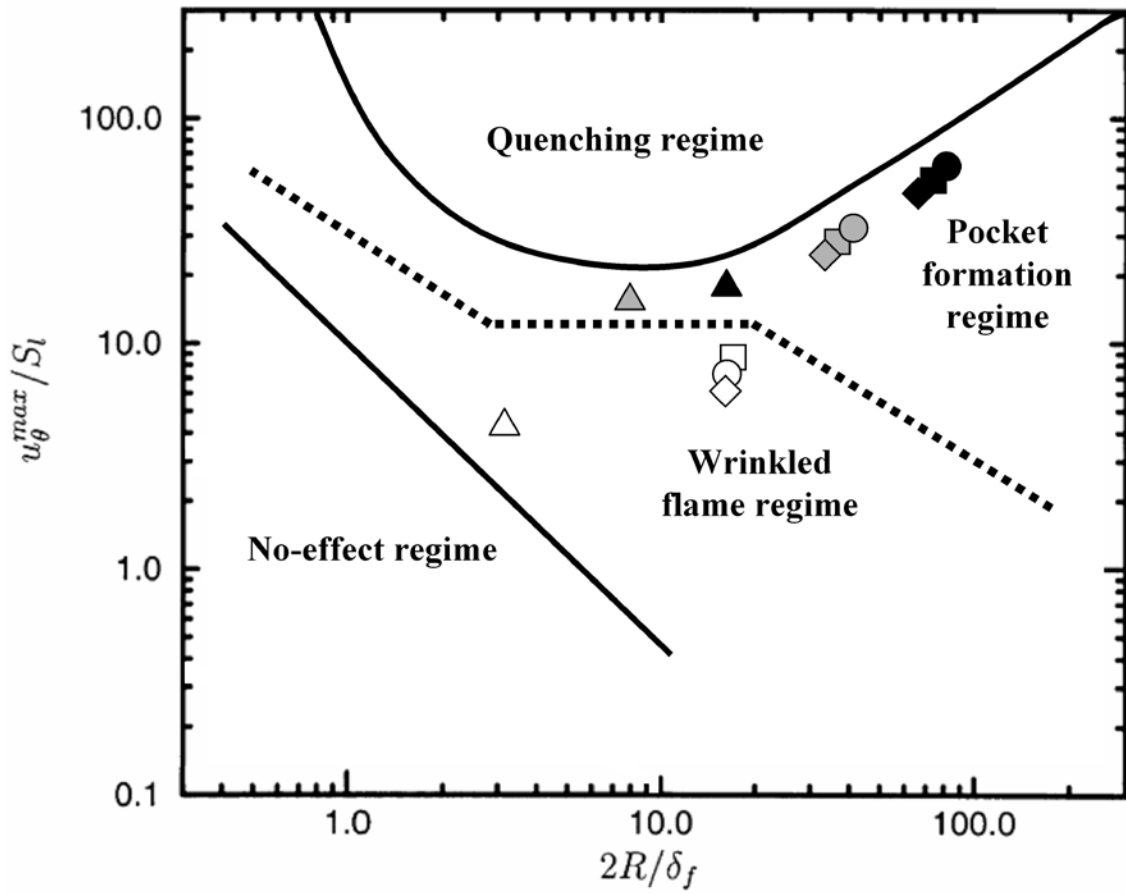 100.0
10.0
1.0
0.1
u_θ^max/S_l
Quenching regime
Pocket
formation
regime
Wrinkled
flame regime
No-effect regime
1.0
10.0
100.0
2R/δ_f